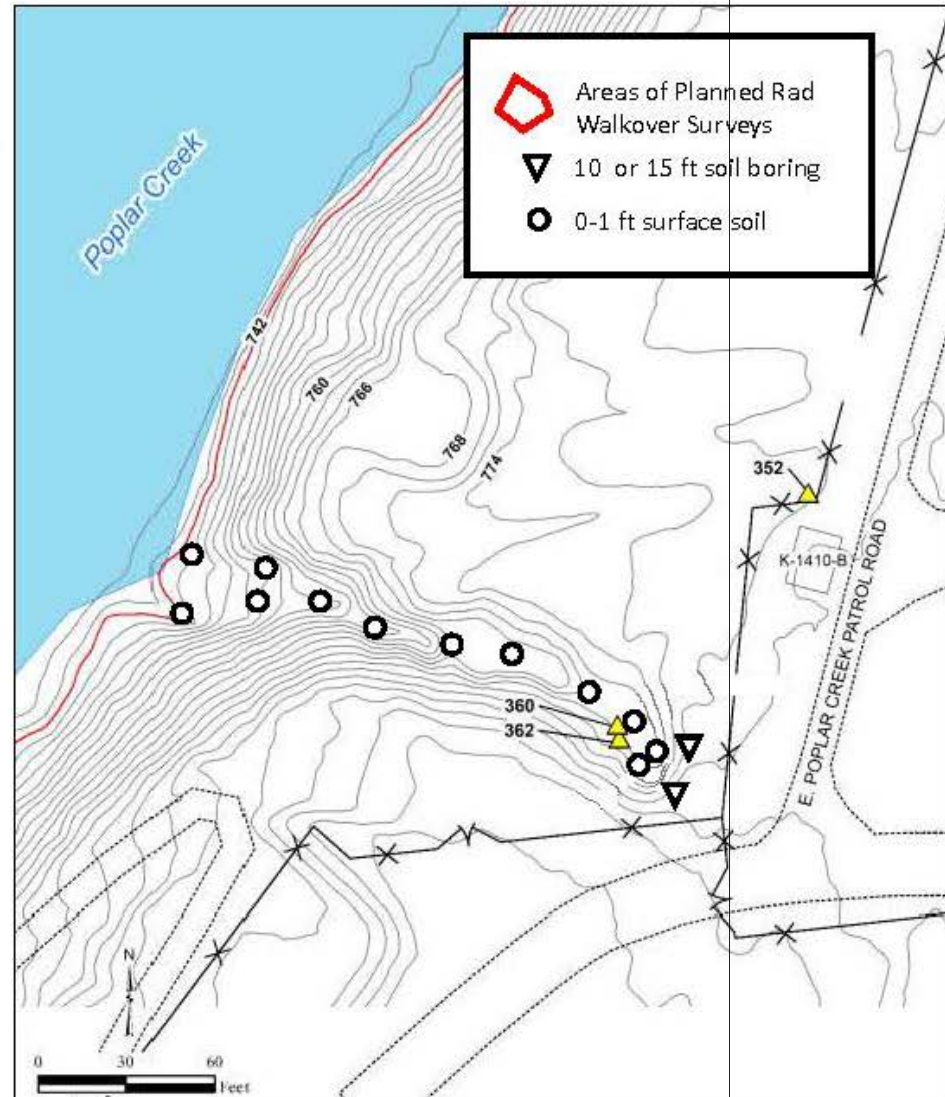 Areas of Planned Rad
Walkover Surveys
10 or 15 ft soil boring
0-1 ft surface soil
Poplar Creek
742
760
766
768
774
352
K-1410-B
E. POPLAR CREEK PATROL ROAD
360
362
N
0 30 60
Feet